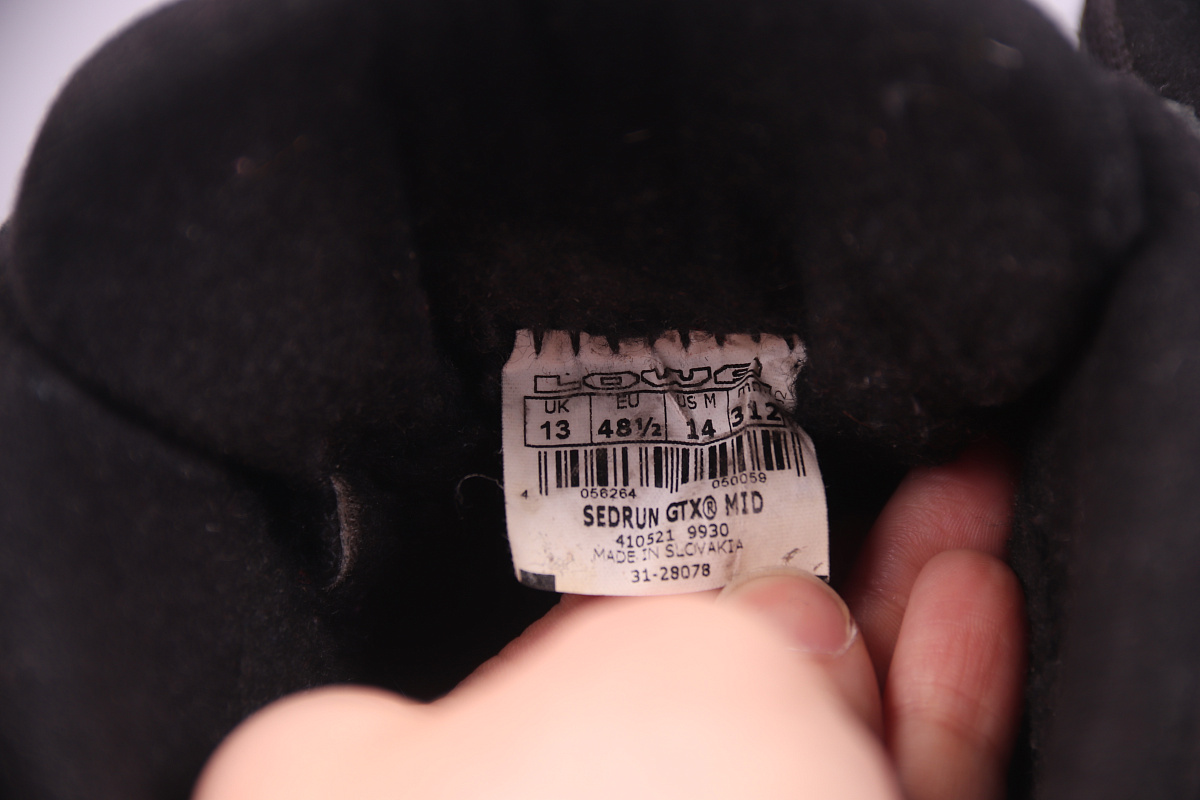 LOWA
UK EU US M mm
13 48½ 14 312
4 056264 050059
SEDRUN GTX® MID
410521 9930
MADE IN SLOVAKIA
31-28078